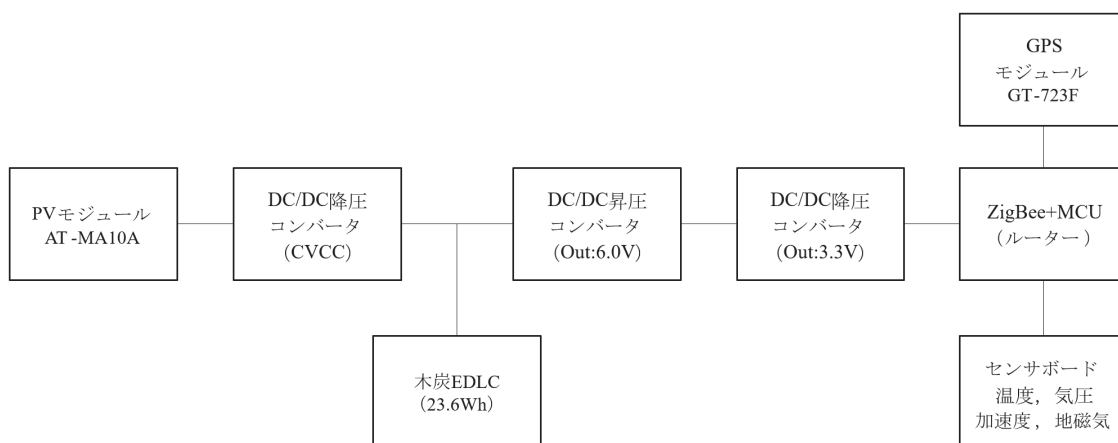 GPS
モジュール
GT-723F
PVモジュール
AT-MA10A
DC/DC降圧
コンバータ
(CVCC)
DC/DC昇圧
コンバータ
(Out:6.0V)
DC/DC降圧
コンバータ
(Out:3.3V)
ZigBee+MCU
（ルーター）
木炭EDLC
（23.6Wh）
センサボード
温度，気圧
加速度，地磁気